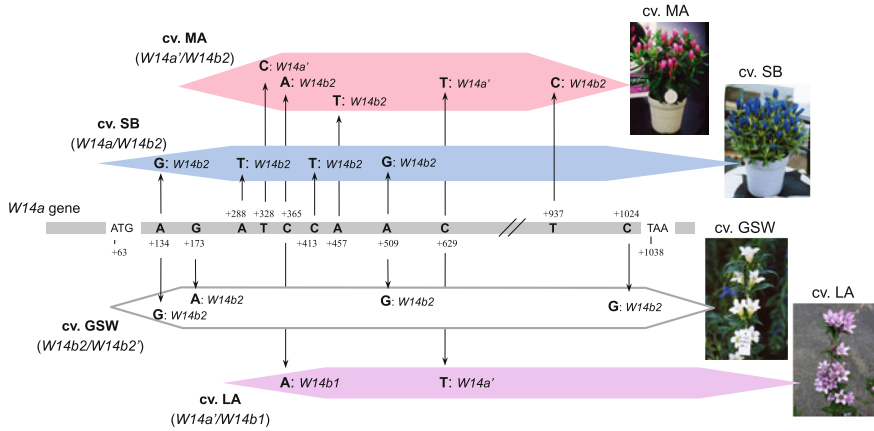 cv. MA
cv. MA
(W14a'/W14b2)
C: W14a'
A: W14b2
T: W14a'
C: W14b2
T: W14b2
cv. SB
cv. SB
(W14a/W14b2)
G: W14b2
T: W14b2
T: W14b2
G: W14b2
W14a gene
+288
+328
+365
+937
+1024
ATG
A
G
A
T
C
C
A
A
C
T
C
TAA
+63
+134
+173
+413
+457
+509
+629
+1038
cv. GSW
A: W14b2
G: W14b2
G: W14b2
G: W14b2
cv. GSW
(W14b2/W14b2')
cv. LA
A: W14b1
T: W14a'
cv. LA
(W14a'/W14b1)